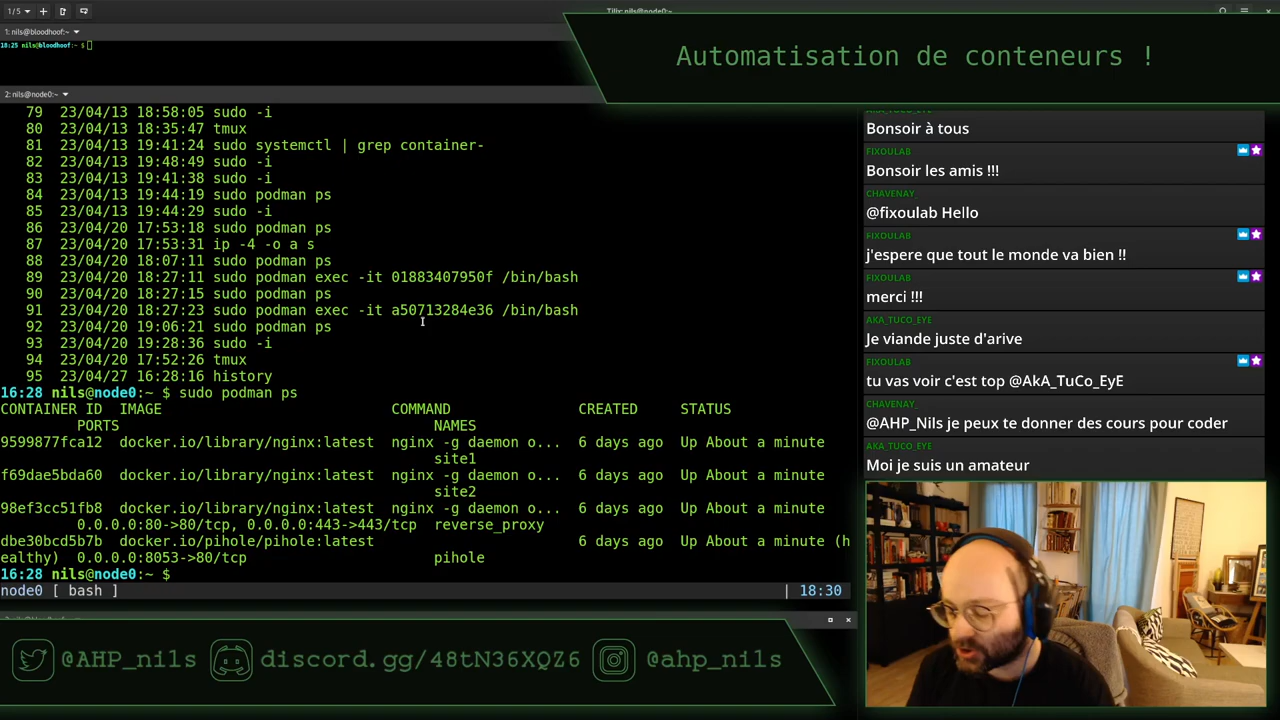 1/5
Tilix: nils@node0:~
1: nils@bloodhoof:~
18:25 nils@bloodhoof:~ $
2: nils@node0:~
Automatisation de conteneurs !
79 23/04/13 18:58:05 sudo -i
80 23/04/13 18:35:47 tmux
81 23/04/13 19:41:24 sudo systemctl | grep container-
82 23/04/13 19:48:49 sudo -i
83 23/04/13 19:41:38 sudo -i
84 23/04/13 19:44:19 sudo podman ps
85 23/04/13 19:44:29 sudo -i
86 23/04/20 17:53:18 sudo podman ps
87 23/04/20 17:53:31 ip -4 -o a s
88 23/04/20 18:07:11 sudo podman ps
89 23/04/20 18:27:11 sudo podman exec -it 01883407950f /bin/bash
90 23/04/20 18:27:15 sudo podman ps
91 23/04/20 18:27:23 sudo podman exec -it a50713284e36 /bin/bash
92 23/04/20 19:06:21 sudo podman ps
93 23/04/20 19:28:36 sudo -i
94 23/04/20 17:52:26 tmux
95 23/04/27 16:28:16 history
16:28 nils@node0:~ $ sudo podman ps
CONTAINER ID IMAGE COMMAND CREATED STATUS
PORTS NAMES
9599877fca12 docker.io/library/nginx:latest nginx -g daemon o... 6 days ago Up About a minute
site1
f69dae5bda60 docker.io/library/nginx:latest nginx -g daemon o... 6 days ago Up About a minute
site2
98ef3cc51fb8 docker.io/library/nginx:latest nginx -g daemon o... 6 days ago Up About a minute
0.0.0.0:80->80/tcp, 0.0.0.0:443->443/tcp reverse_proxy
dbe30bcd5b7b docker.io/pihole/pihole:latest 6 days ago Up About a minute (h
ealthy) 0.0.0.0:8053->80/tcp pihole
16:28 nils@node0:~ $
node0 [ bash ] | 18:30
AKA_TUCO_EYE
Bonsoir à tous
FIXOULAB
Bonsoir les amis !!!
CHAVENAY_
@fixoulab Hello
FIXOULAB
j'espere que tout le monde va bien !!
FIXOULAB
merci !!!
AKA_TUCO_EYE
Je viande juste d'arive
FIXOULAB
tu vas voir c'est top @AkA_TuCo_EyE
CHAVENAY_
@AHP_Nils je peux te donner des cours pour coder
AKA_TUCO_EYE
Moi je suis un amateur
@AHP_nils
discord.gg/48tN36XQZ6
@ahp_nils